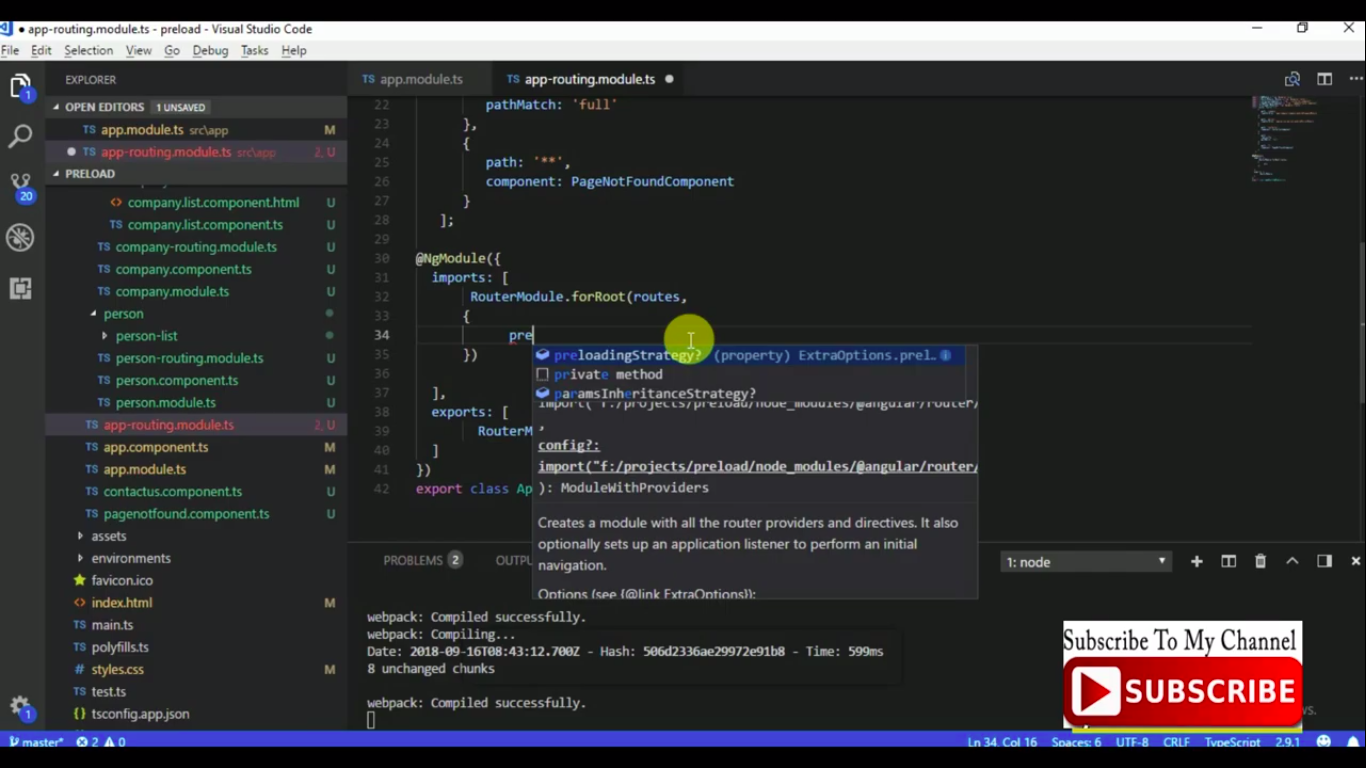 app-routing.module.ts - preload - Visual Studio Code
File Edit Selection View Go Debug Tasks Help
EXPLORER
OPEN EDITORS 1 UNSAVED
TS app.module.ts src\app M
TS app-routing.module.ts src\app 2, U
PRELOAD
<> company.list.component.html U
TS company.list.component.ts U
TS company-routing.module.ts U
TS company.component.ts U
TS company.module.ts U
person
person-list
TS person-routing.module.ts U
TS person.component.ts U
TS person.module.ts U
TS app-routing.module.ts 2, U
TS app.component.ts U
TS app.module.ts M
TS contactus.component.ts U
TS pagenotfound.component.ts U
assets
environments
favicon.ico
<> index.html M
TS main.ts
TS polyfills.ts
# styles.css M
TS test.ts
{} tsconfig.app.json
1
20
1
TS app.module.ts TS app-routing.module.ts
22 pathMatch: 'full'
23 },
24 {
25 path: '**',
26 component: PageNotFoundComponent
27 }
28 ];
29
30 @NgModule({
31 imports: [
32 RouterModule.forRoot(routes,
33 {
34 pre
35 })
36
37 ],
38 exports: [
39 RouterM
40 ]
41 })
42 export class Ap
preloadingStrategy? (property) ExtraOptions.prel…
private method
paramsInheritanceStrategy?
import("f:/projects/preload/node_modules/@angular/router/
,
config?:
import("f:/projects/preload/node_modules/@angular/router/
): ModuleWithProviders
Creates a module with all the router providers and directives. It also
optionally sets up an application listener to perform an initial
navigation.
Options (see {@link ExtraOptions}):
PROBLEMS 2 OUTPU 1: node
webpack: Compiled successfully.
webpack: Compiling...
Date: 2018-09-16T08:43:12.700Z - Hash: 506d2336ae29972e91b8 - Time: 599ms
8 unchanged chunks
webpack: Compiled successfully.
Subscribe To My Channel
SUBSCRIBE
master* 2 0 Ln 34, Col 16 Spaces: 6 UTF-8 CRLF TypeScript 2.9.1